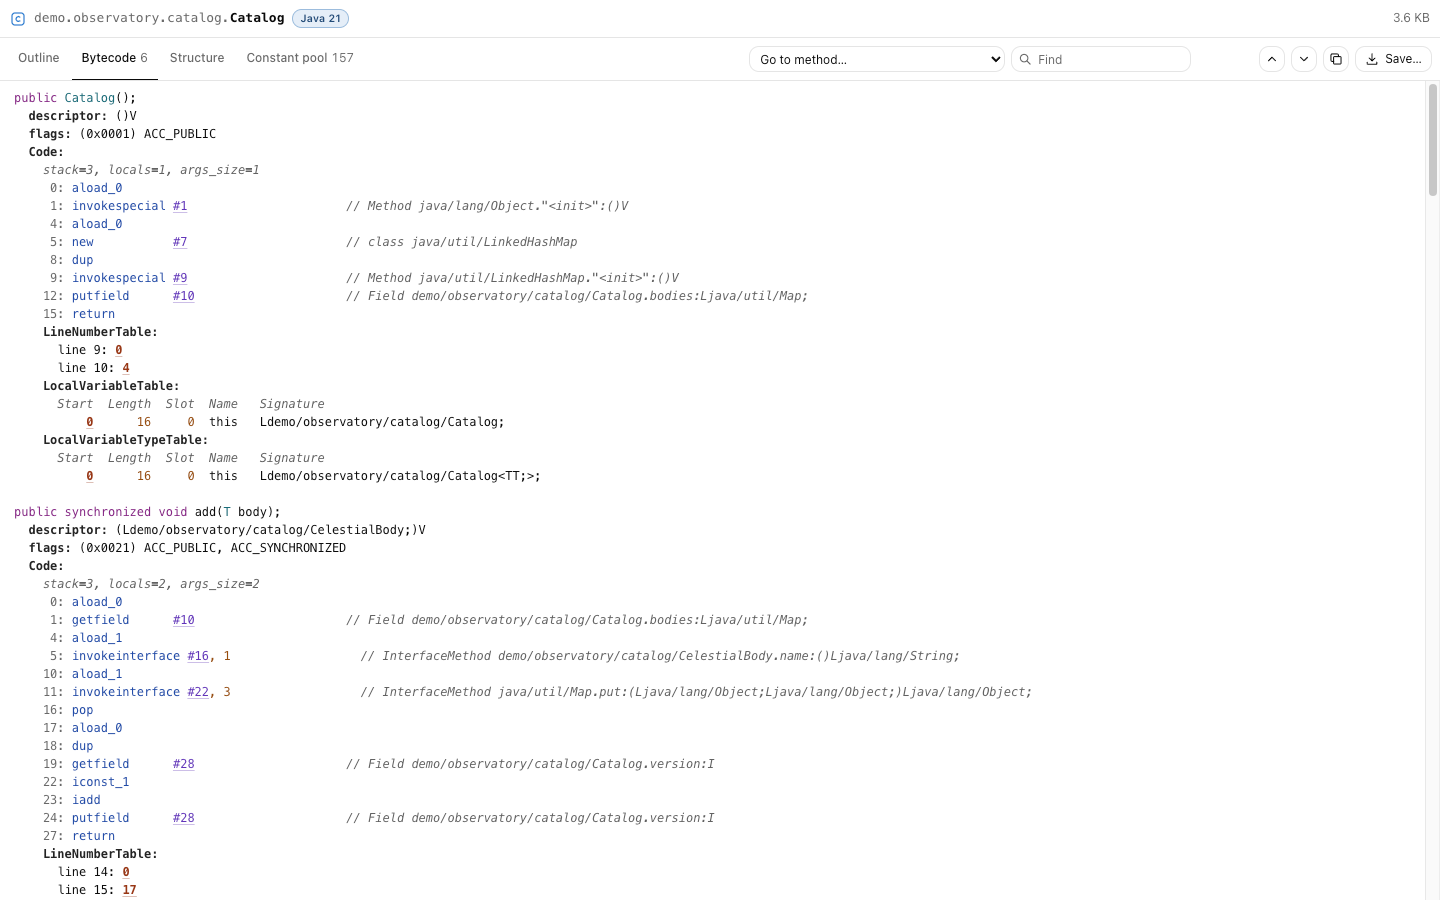 demo.observatory.catalog.Catalog Java 21 3.6 KB
Outline Bytecode 6 Structure Constant pool 157 Go to method... Find Save...
public Catalog();
descriptor: ()V
flags: (0x0001) ACC_PUBLIC
Code:
stack=3, locals=1, args_size=1
0: aload_0
1: invokespecial #1 // Method java/lang/Object."<init>":()V
4: aload_0
5: new #7 // class java/util/LinkedHashMap
8: dup
9: invokespecial #9 // Method java/util/LinkedHashMap."<init>":()V
12: putfield #10 // Field demo/observatory/catalog/Catalog.bodies:Ljava/util/Map;
15: return
LineNumberTable:
line 9: 0
line 10: 4
LocalVariableTable:
Start Length Slot Name Signature
0 16 0 this Ldemo/observatory/catalog/Catalog;
LocalVariableTypeTable:
Start Length Slot Name Signature
0 16 0 this Ldemo/observatory/catalog/Catalog<TT;>;
public synchronized void add(T body);
descriptor: (Ldemo/observatory/catalog/CelestialBody;)V
flags: (0x0021) ACC_PUBLIC, ACC_SYNCHRONIZED
Code:
stack=3, locals=2, args_size=2
0: aload_0
1: getfield #10 // Field demo/observatory/catalog/Catalog.bodies:Ljava/util/Map;
4: aload_1
5: invokeinterface #16, 1 // InterfaceMethod demo/observatory/catalog/CelestialBody.name:()Ljava/lang/String;
10: aload_1
11: invokeinterface #22, 3 // InterfaceMethod java/util/Map.put:(Ljava/lang/Object;Ljava/lang/Object;)Ljava/lang/Object;
16: pop
17: aload_0
18: dup
19: getfield #28 // Field demo/observatory/catalog/Catalog.version:I
22: iconst_1
23: iadd
24: putfield #28 // Field demo/observatory/catalog/Catalog.version:I
27: return
LineNumberTable:
line 14: 0
line 15: 17